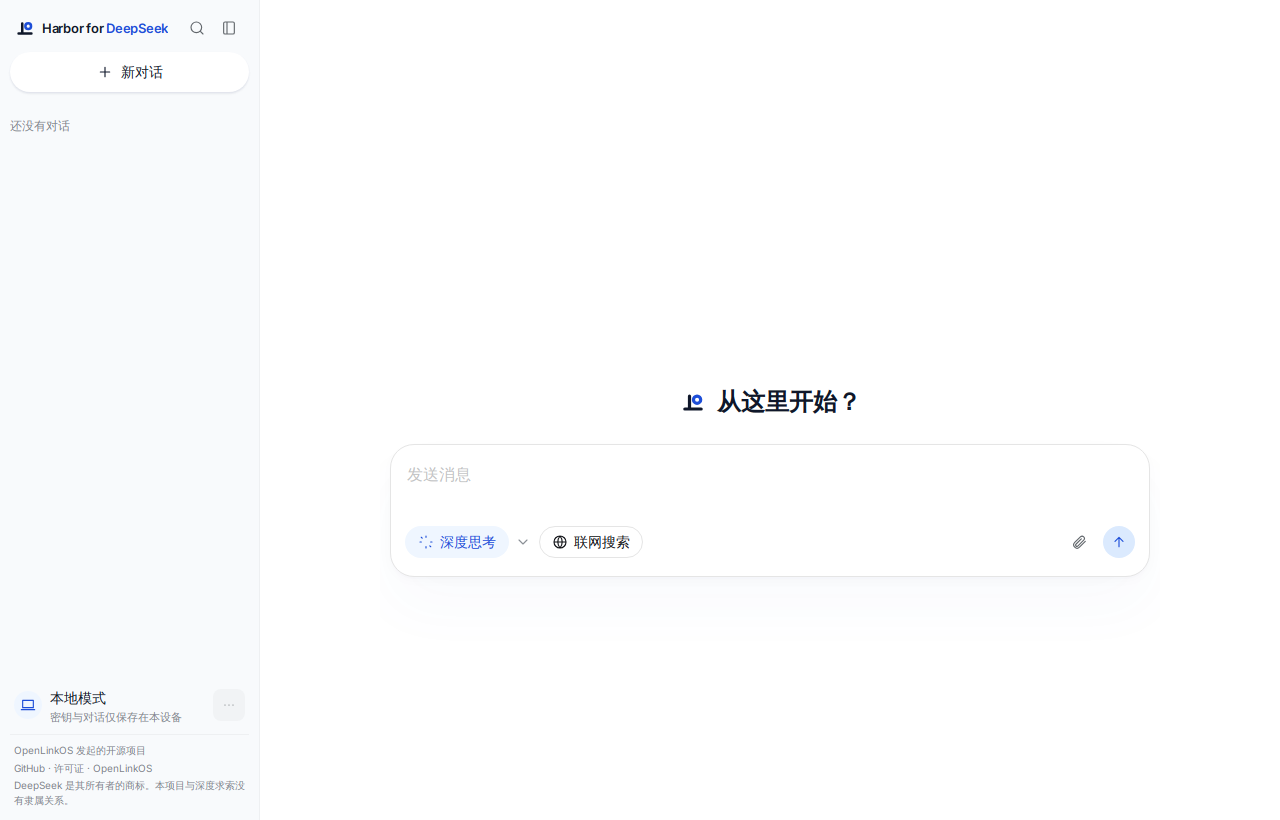 Harbor for DeepSeek
新对话
还没有对话
从这里开始？
发送消息
深度思考
联网搜索
本地模式
密钥与对话仅保存在本设备
OpenLinkOS 发起的开源项目
GitHub · 许可证 · OpenLinkOS
DeepSeek 是其所有者的商标。本项目与深度求索没
有隶属关系。